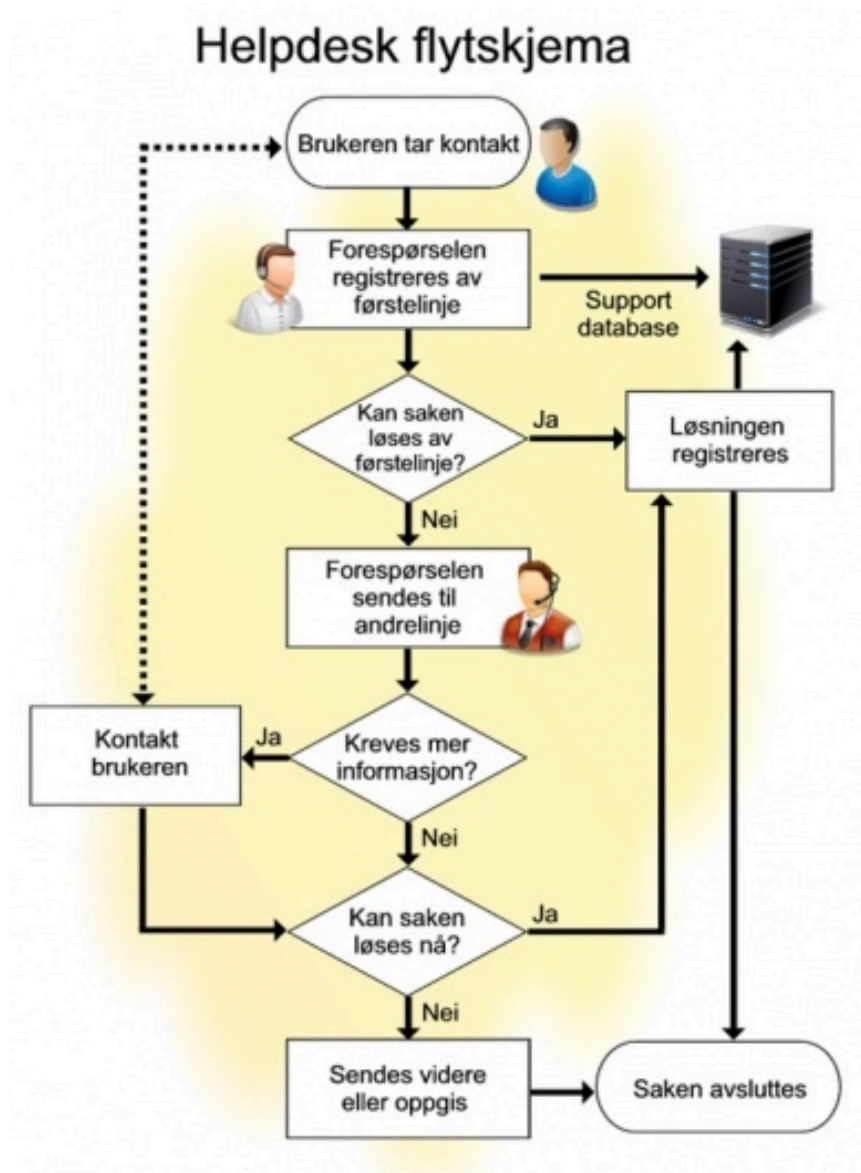 Helpdesk flytskjema
Brukeren tar kontakt
Forespørselen
registreres av
førstelinje
Support
database
Kan saken
løses av
førstelinje?
Ja
Løsningen
registreres
Nei
Forespørselen
sendes til
andrelinje
Kontakt
brukeren
Ja
Kreves mer
informasjon?
Nei
Kan saken
løses nå?
Ja
Nei
Sendes videre
eller oppgis
Saken avsluttes